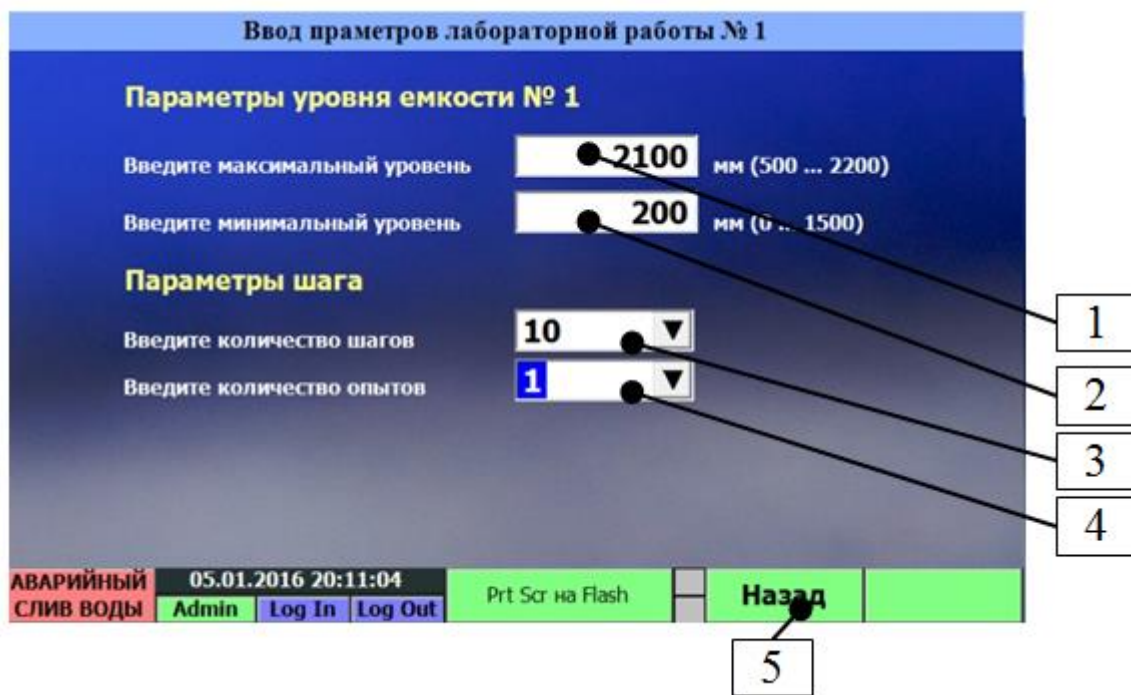 Ввод праметров лабораторной работы № 1
Параметры уровня емкости № 1
Введите максимальный уровень 2100 мм (500 ... 2200)
Введите минимальный уровень 200 мм (0 ... 1500)
Параметры шага
Введите количество шагов 10 ▼
Введите количество опытов 1 ▼
1
2
3
4
АВАРИЙНЫЙ СЛИВ ВОДЫ
05.01.2016 20:11:04
Admin Log In Log Out
Prt Scr на Flash
Назад
5